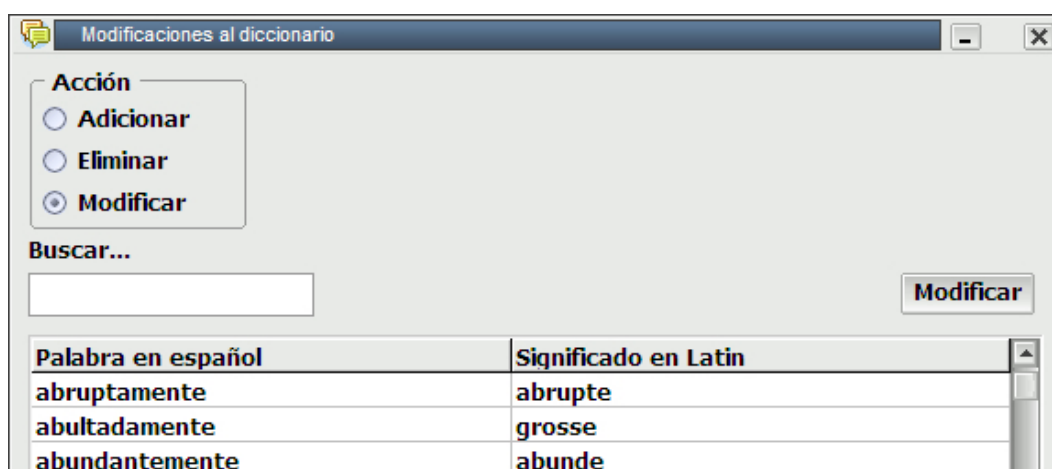 Modificaciones al diccionario
Acción
Adicionar
Eliminar
Modificar
Buscar...
Modificar
Palabra en español Significado en Latin
abruptamente abrupte
abultadamente grosse
abundantemente abunde